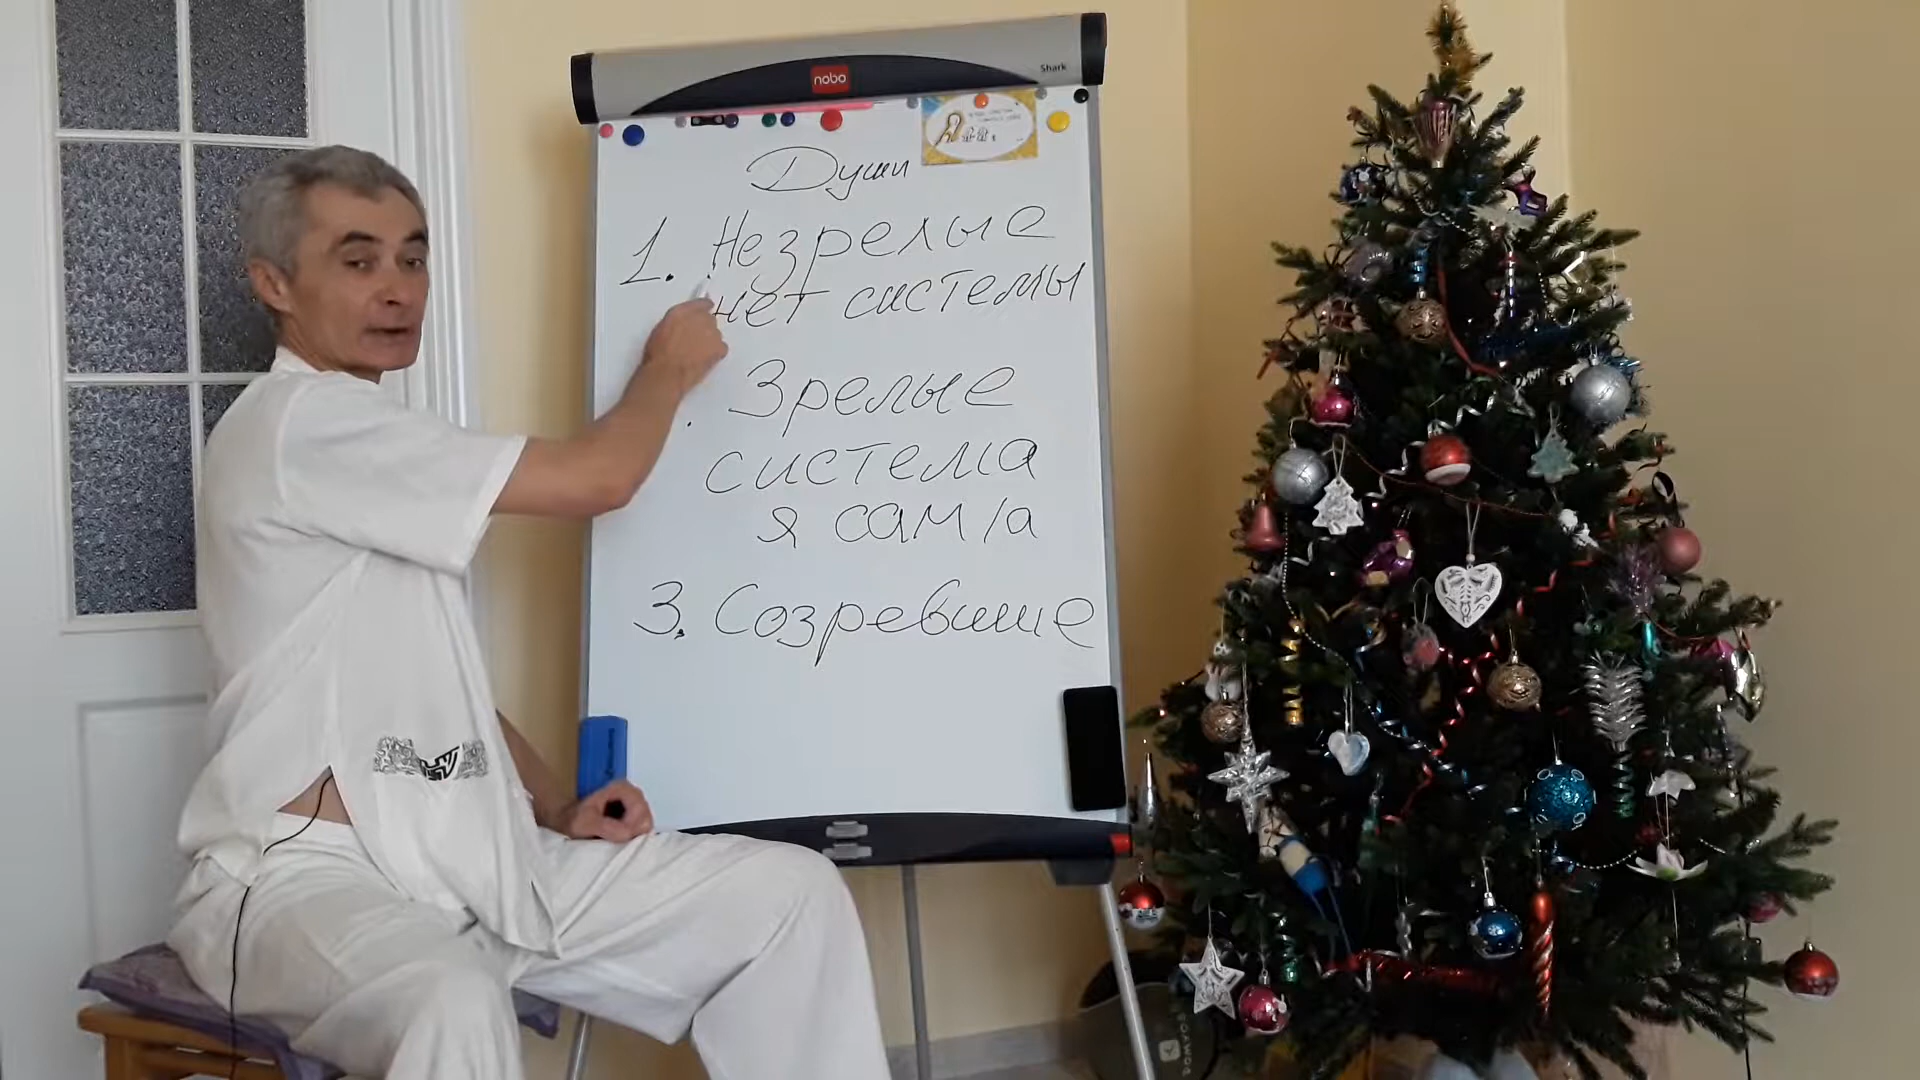 nobo
Shark
Души
1. Незрелые
нет системы
. Зрелые
система
я сам/а
3. Созревшие